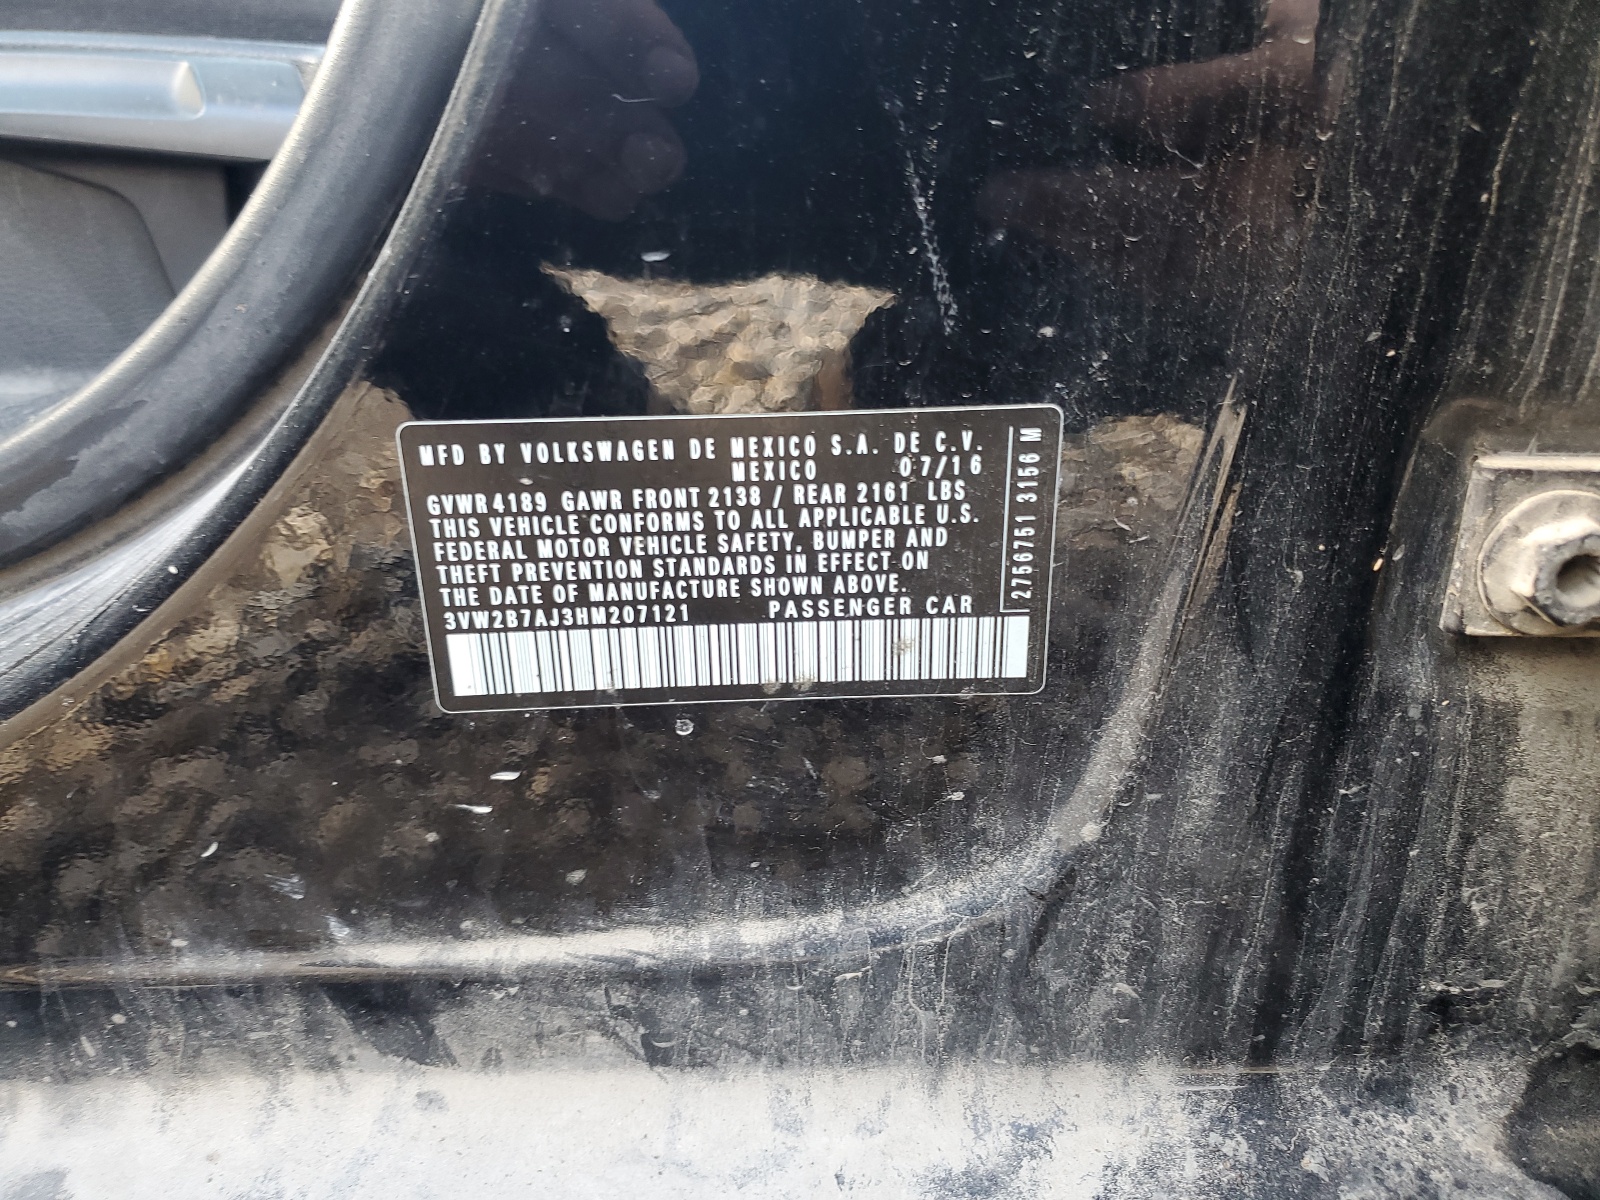 MFD BY VOLKSWAGEN DE MEXICO S.A. DE C.V.
MEXICO 07/16
GVWR 4189 GAWR FRONT 2138 / REAR 2161 LBS
THIS VEHICLE CONFORMS TO ALL APPLICABLE U.S.
FEDERAL MOTOR VEHICLE SAFETY, BUMPER AND
THEFT PREVENTION STANDARDS IN EFFECT ON
THE DATE OF MANUFACTURE SHOWN ABOVE.
3VW2B7AJ3HM207121 PASSENGER CAR
2756751 3156 M